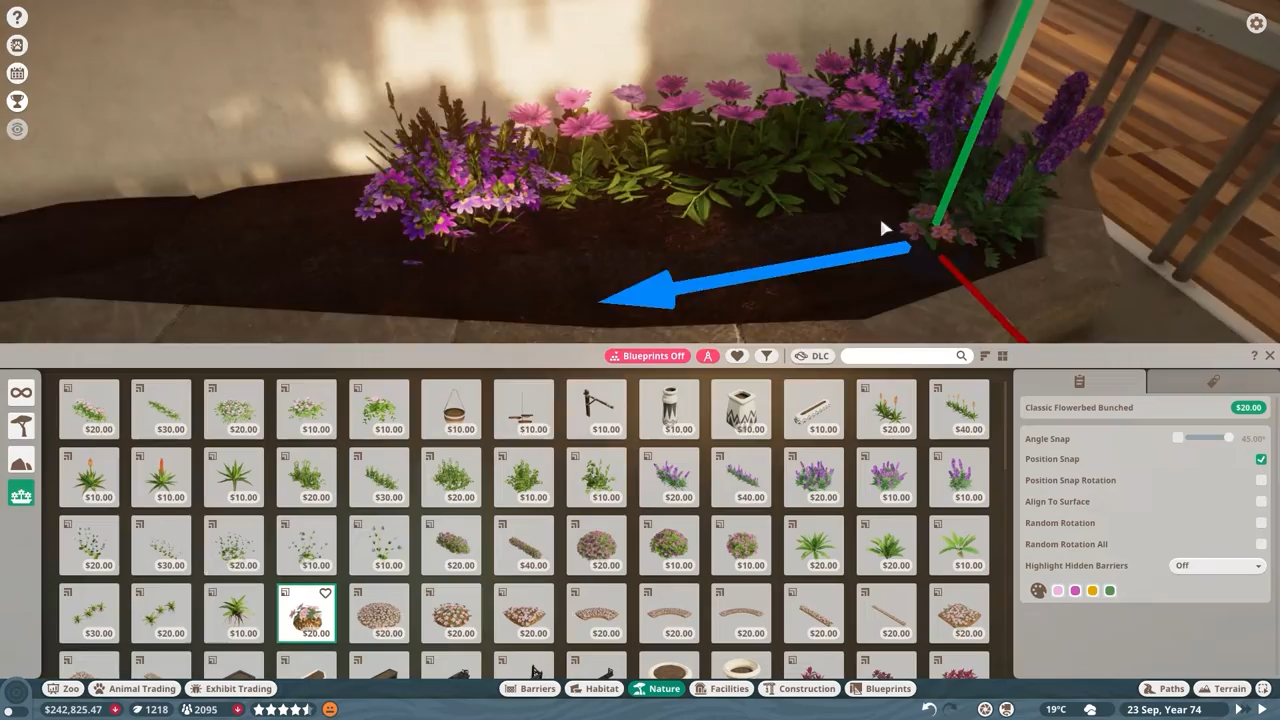 Blueprints Off
DLC
$20.00 $30.00 $20.00 $10.00 $10.00 $10.00 $10.00 $10.00 $10.00 $10.00 $10.00 $20.00 $40.00
$10.00 $10.00 $10.00 $20.00 $30.00 $20.00 $10.00 $10.00 $20.00 $40.00 $20.00 $10.00 $10.00
$20.00 $30.00 $20.00 $10.00 $10.00 $20.00 $40.00 $20.00 $10.00 $10.00 $20.00 $20.00 $10.00
$30.00 $20.00 $10.00 $20.00 $20.00 $20.00 $20.00 $20.00 $20.00 $20.00 $20.00 $20.00 $20.00
Classic Flowerbed Bunched $20.00
Angle Snap 45.00°
Position Snap
Position Snap Rotation
Align To Surface
Random Rotation
Random Rotation All
Highlight Hidden Barriers Off
Zoo Animal Trading Exhibit Trading Barriers Habitat Nature Facilities Construction Blueprints Paths Terrain
$242,825.47 1218 2095 19°C 23 Sep, Year 74